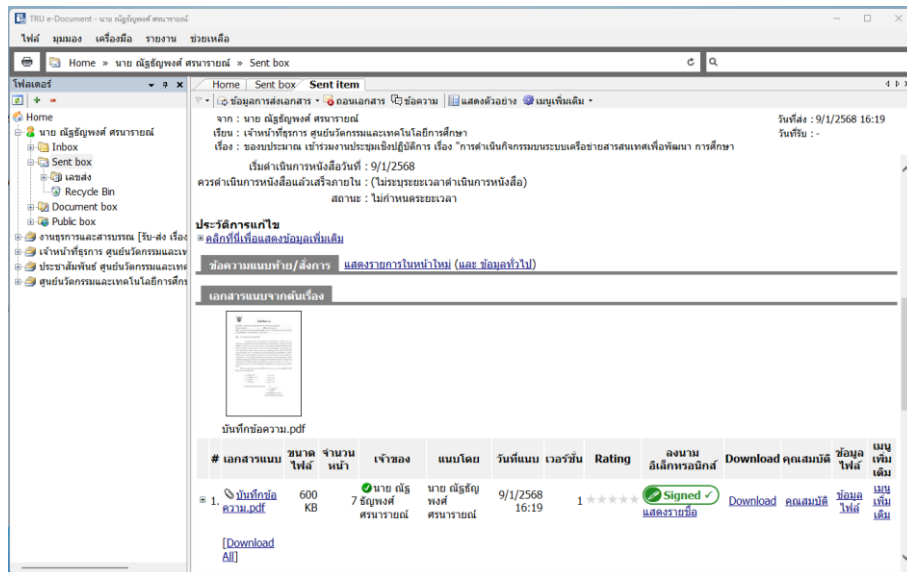 TRU e-Document - นาย ณัฐธัญพงศ์ ศรนารายณ์
ไฟล์ มุมมอง เครื่องมือ รายงาน ช่วยเหลือ
Home » นาย ณัฐธัญพงศ์ ศรนารายณ์ » Sent box
โฟลเดอร์
Home
นาย ณัฐธัญพงศ์ ศรนารายณ์
Inbox
Sent box
เลขส่ง
Recycle Bin
Document box
Public box
งานธุรการและสารบรรณ [รับ-ส่ง เรื่อง
เจ้าหน้าที่ธุรการ ศูนย์นวัตกรรมและเท
ประชาสัมพันธ์ ศูนย์นวัตกรรมและเทค
ศูนย์นวัตกรรมและเทคโนโลยีการศึกา
Home Sent box Sent item
ข้อมูลการส่งเอกสาร ถอนเอกสาร ข้อความ แสดงตัวอย่าง เมนูเพิ่มเติม
จาก : นาย ณัฐธัญพงศ์ ศรนารายณ์
วันที่ส่ง : 9/1/2568 16:19
เรียน : เจ้าหน้าที่ธุรการ ศูนย์นวัตกรรมและเทคโนโลยีการศึกษา
วันที่รับ : -
เรื่อง : ของบประมาณ เข้าร่วมงานประชุมเชิงปฏิบัติการ เรื่อง "การดำเนินกิจกรรมบนระบบเครือข่ายสารสนเทศเพื่อพัฒนา การศึกษา
เริ่มดำเนินการหนังสือวันที่ : 9/1/2568
ควรดำเนินการหนังสือแล้วเสร็จภายใน : (ไม่ระบุระยะเวลาดำเนินการหนังสือ)
สถานะ : ไม่กำหนดระยะเวลา
ประวัติการแก้ไข
คลิกที่นี่เพื่อแสดงข้อมูลเพิ่มเติม
ข้อความแนบท้าย/สั่งการ แสดงรายการในหน้าใหม่ (และ ข้อมูลทั่วไป)
เอกสารแนบจากต้นเรื่อง
บันทึกข้อความ.pdf
# เอกสารแนบ ขนาดไฟล์ จำนวนหน้า เจ้าของ แนบโดย วันที่แนบ เวอร์ชั่น Rating ลงนามอิเล็กทรอนิกส์ Download คุณสมบัติ ข้อมูลไฟล์ เมนูเพิ่มเติม
1. บันทึกข้อความ.pdf 600 KB 7 นาย ณัฐธัญพงศ์ ศรนารายณ์ นาย ณัฐธัญพงศ์ ศรนารายณ์ 9/1/2568 16:19 1 Signed ✓ แสดงรายชื่อ Download คุณสมบัติ ข้อมูลไฟล์ เมนูเพิ่มเติม
[Download All]